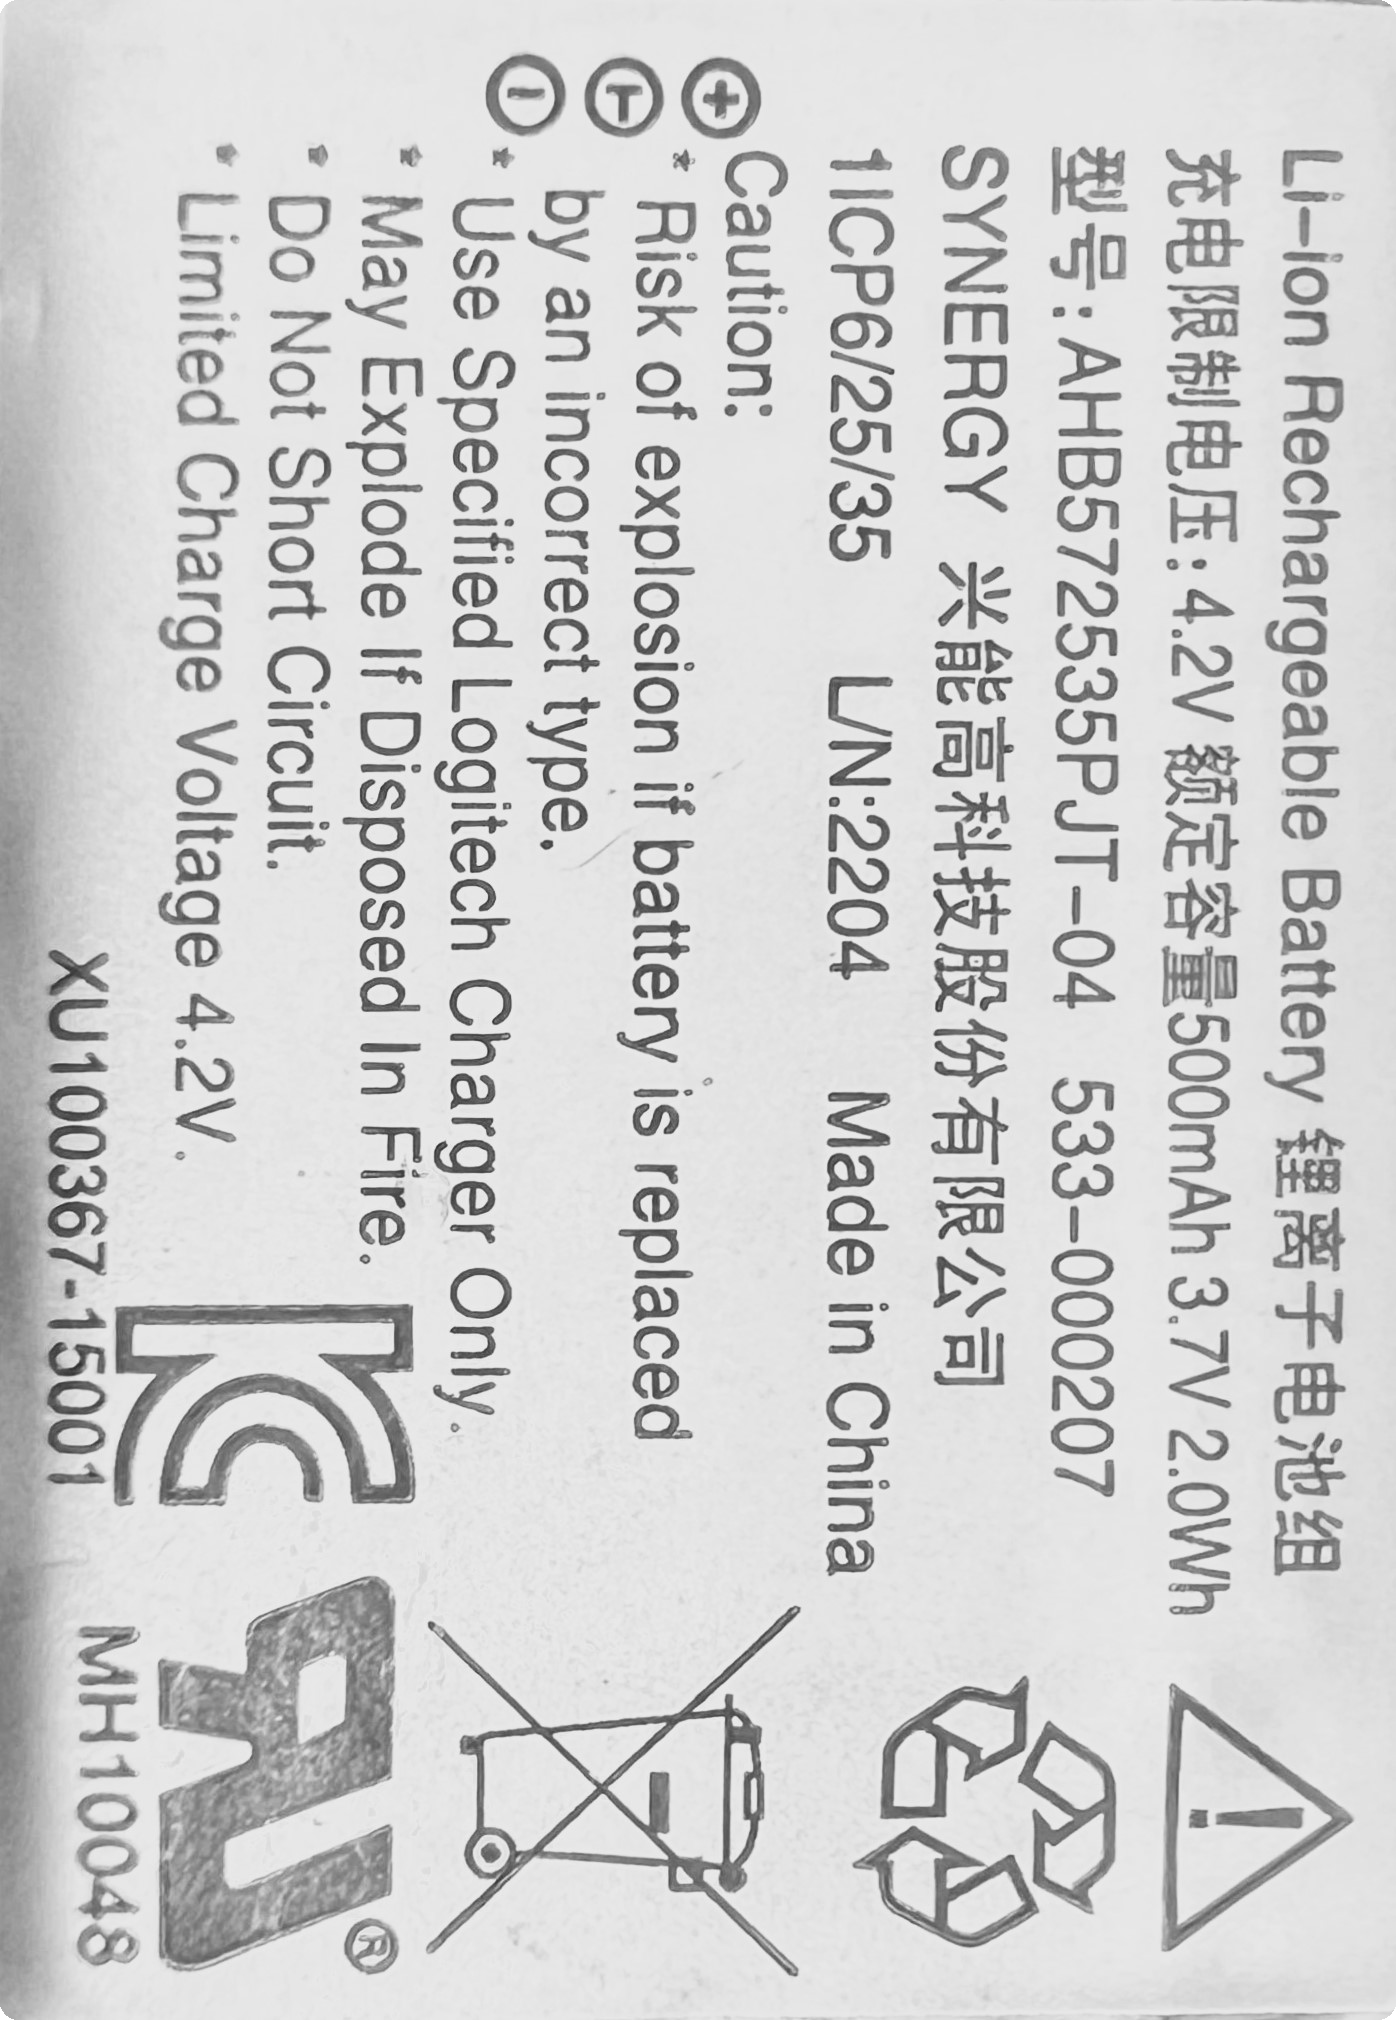 Li-ion Rechargeable Battery 锂离子电池组
充电限制电压: 4.2V 额定容量500mAh 3.7V 2.0Wh
型号: AHB572535PJT-04 533-000207
SYNERGY 兴能高科技股份有限公司
1ICP6/25/35 L/N:2204 Made in China
Caution:
* Risk of explosion if battery is replaced
by an incorrect type.
* Use Specified Logitech Charger Only.
* May Explode If Disposed In Fire.
* Do Not Short Circuit.
* Limited Charge Voltage 4.2V.
+
T
-
XU100367-15001
MH10048
®